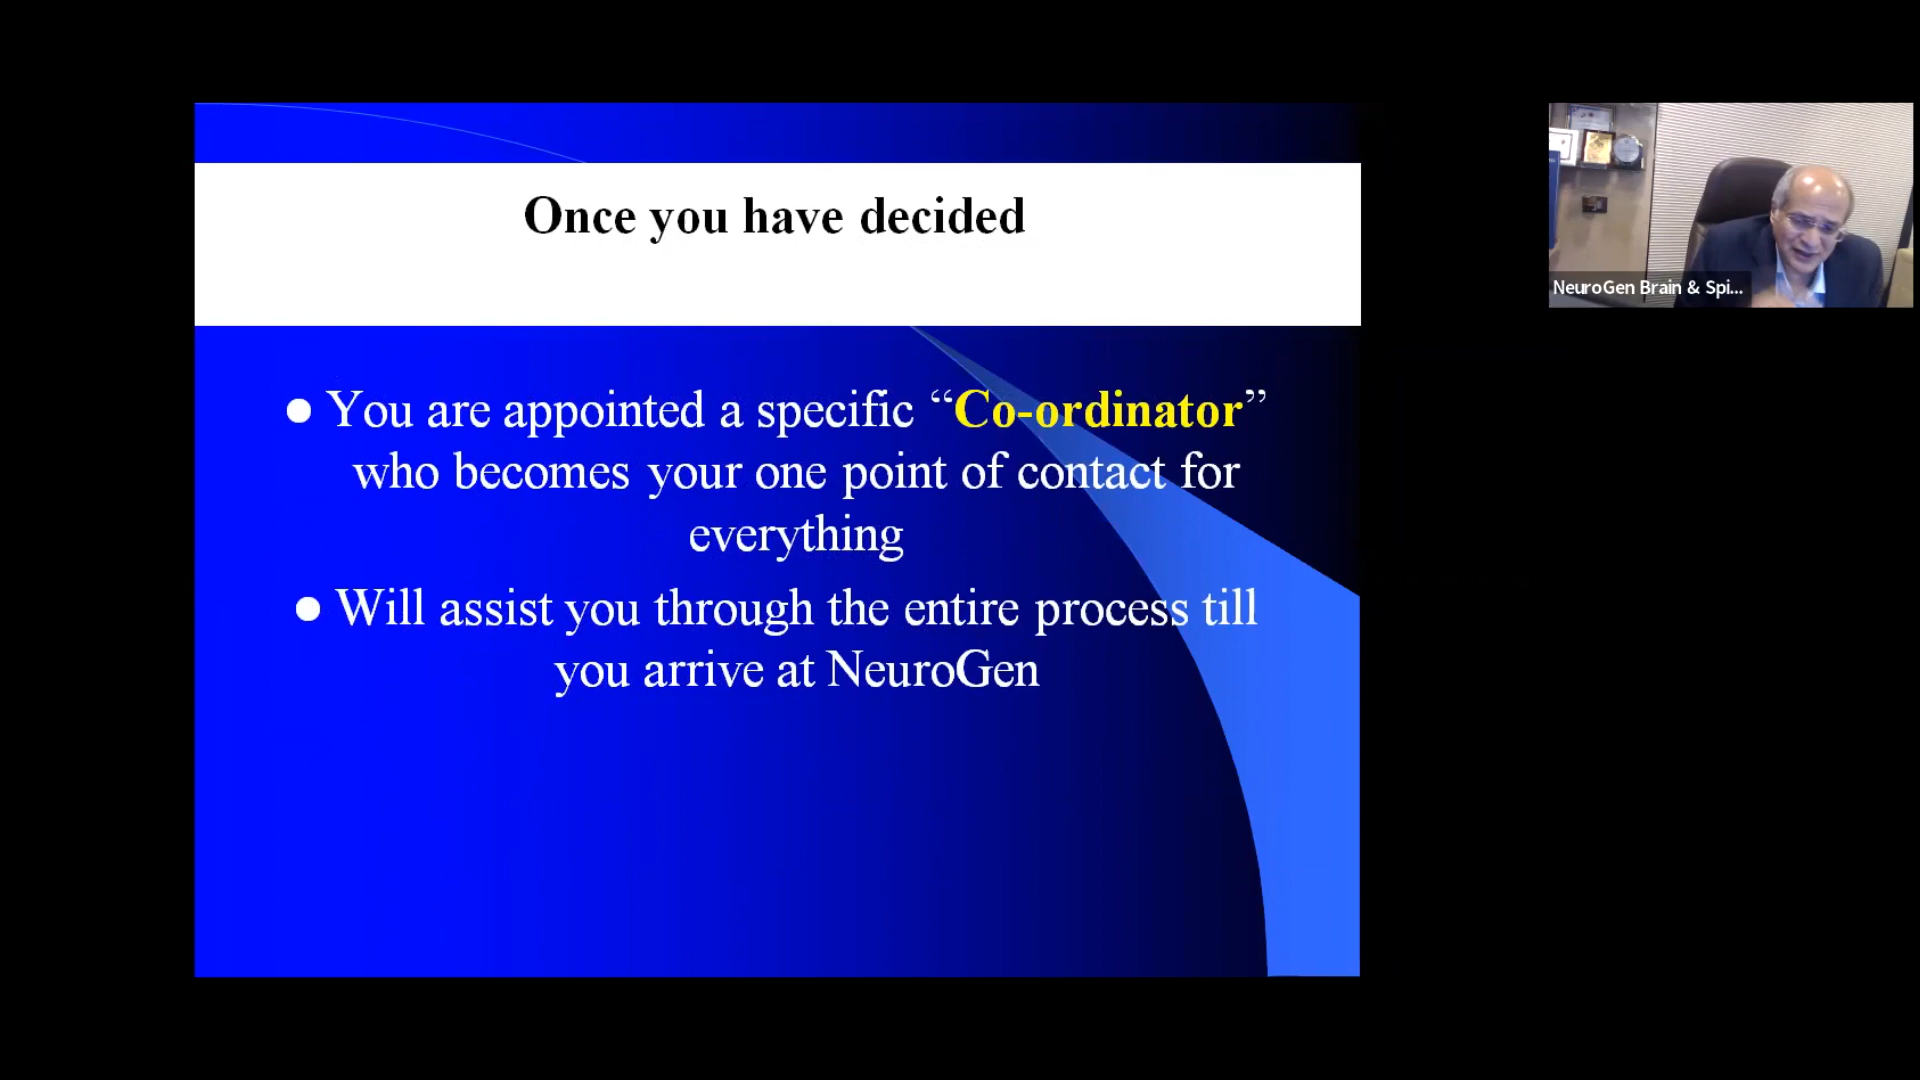 Once you have decided
● You are appointed a specific “Co-ordinator”
who becomes your one point of contact for
everything
● Will assist you through the entire process till
you arrive at NeuroGen
NeuroGen Brain & Spi...